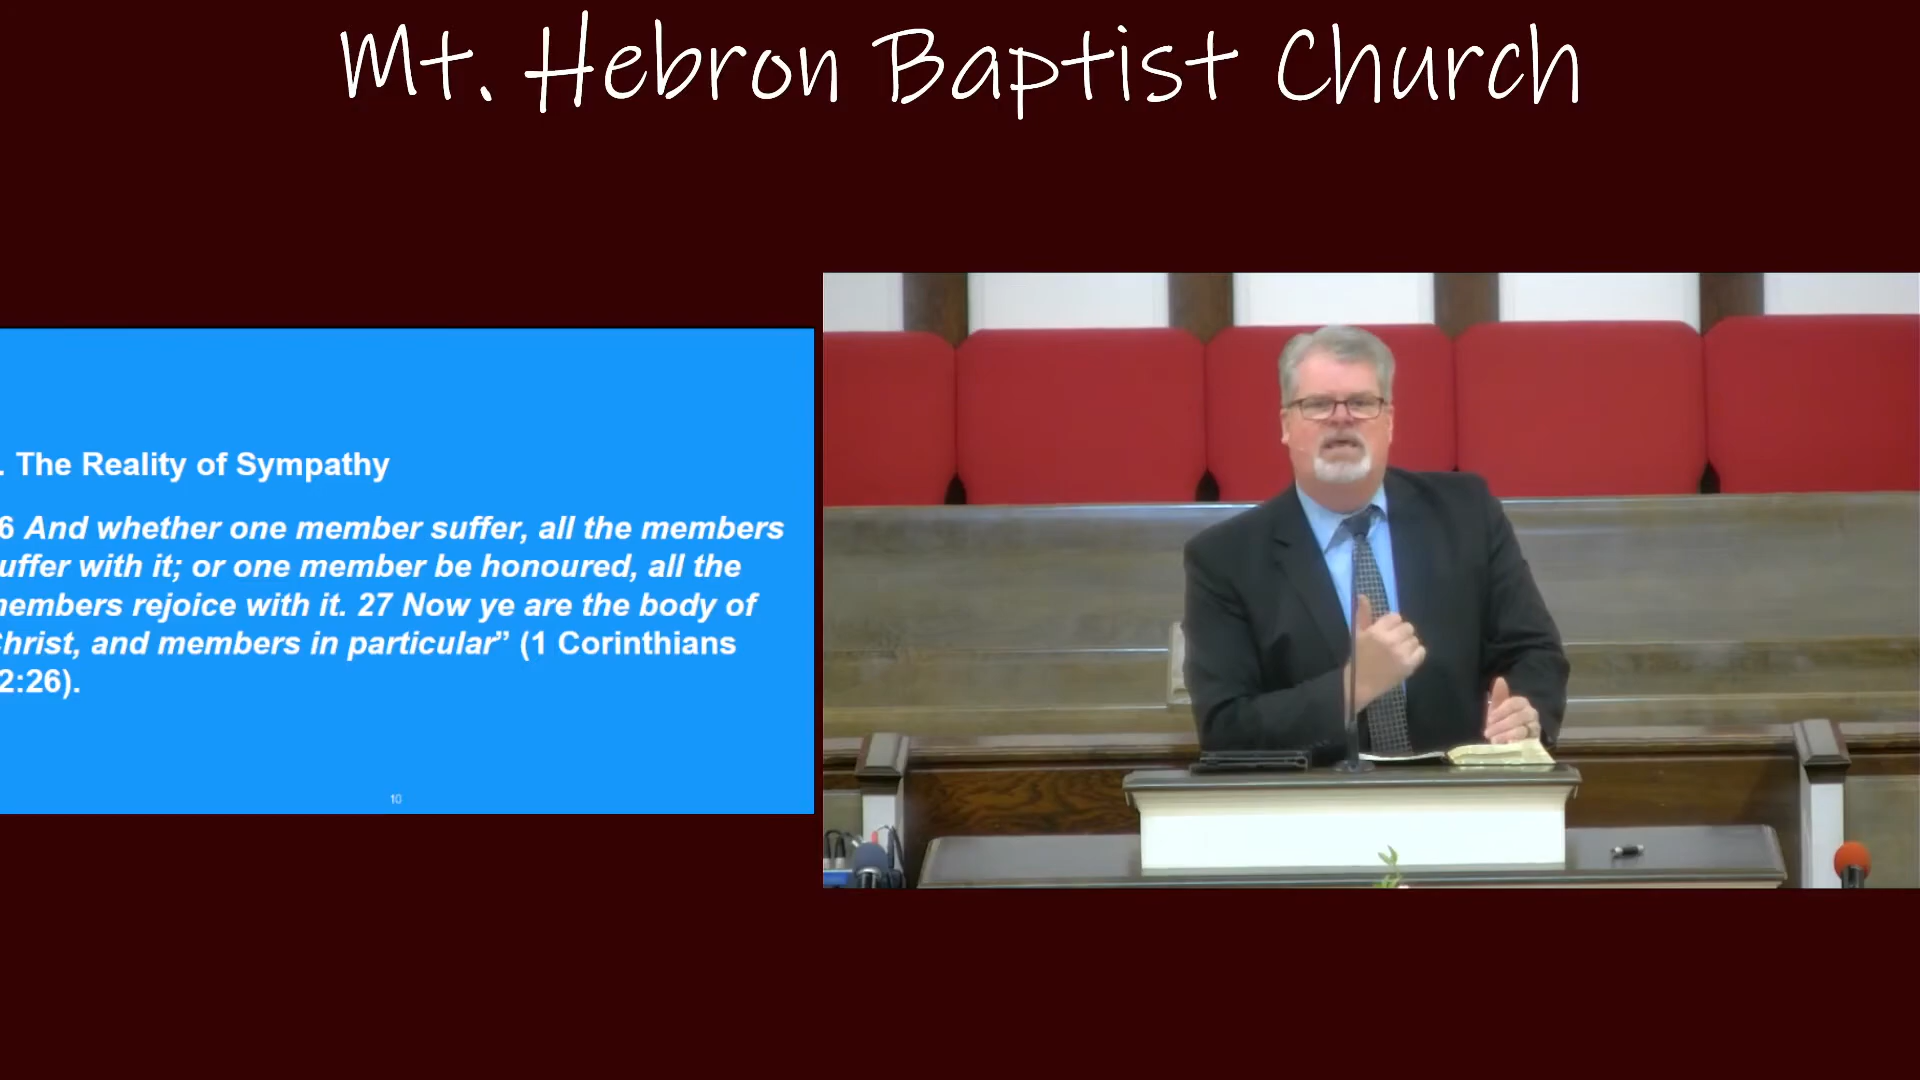 Mt. Hebron Baptist Church
. The Reality of Sympathy
6 And whether one member suffer, all the members
uffer with it; or one member be honoured, all the
embers rejoice with it. 27 Now ye are the body of
hrist, and members in particular” (1 Corinthians
2:26).
10